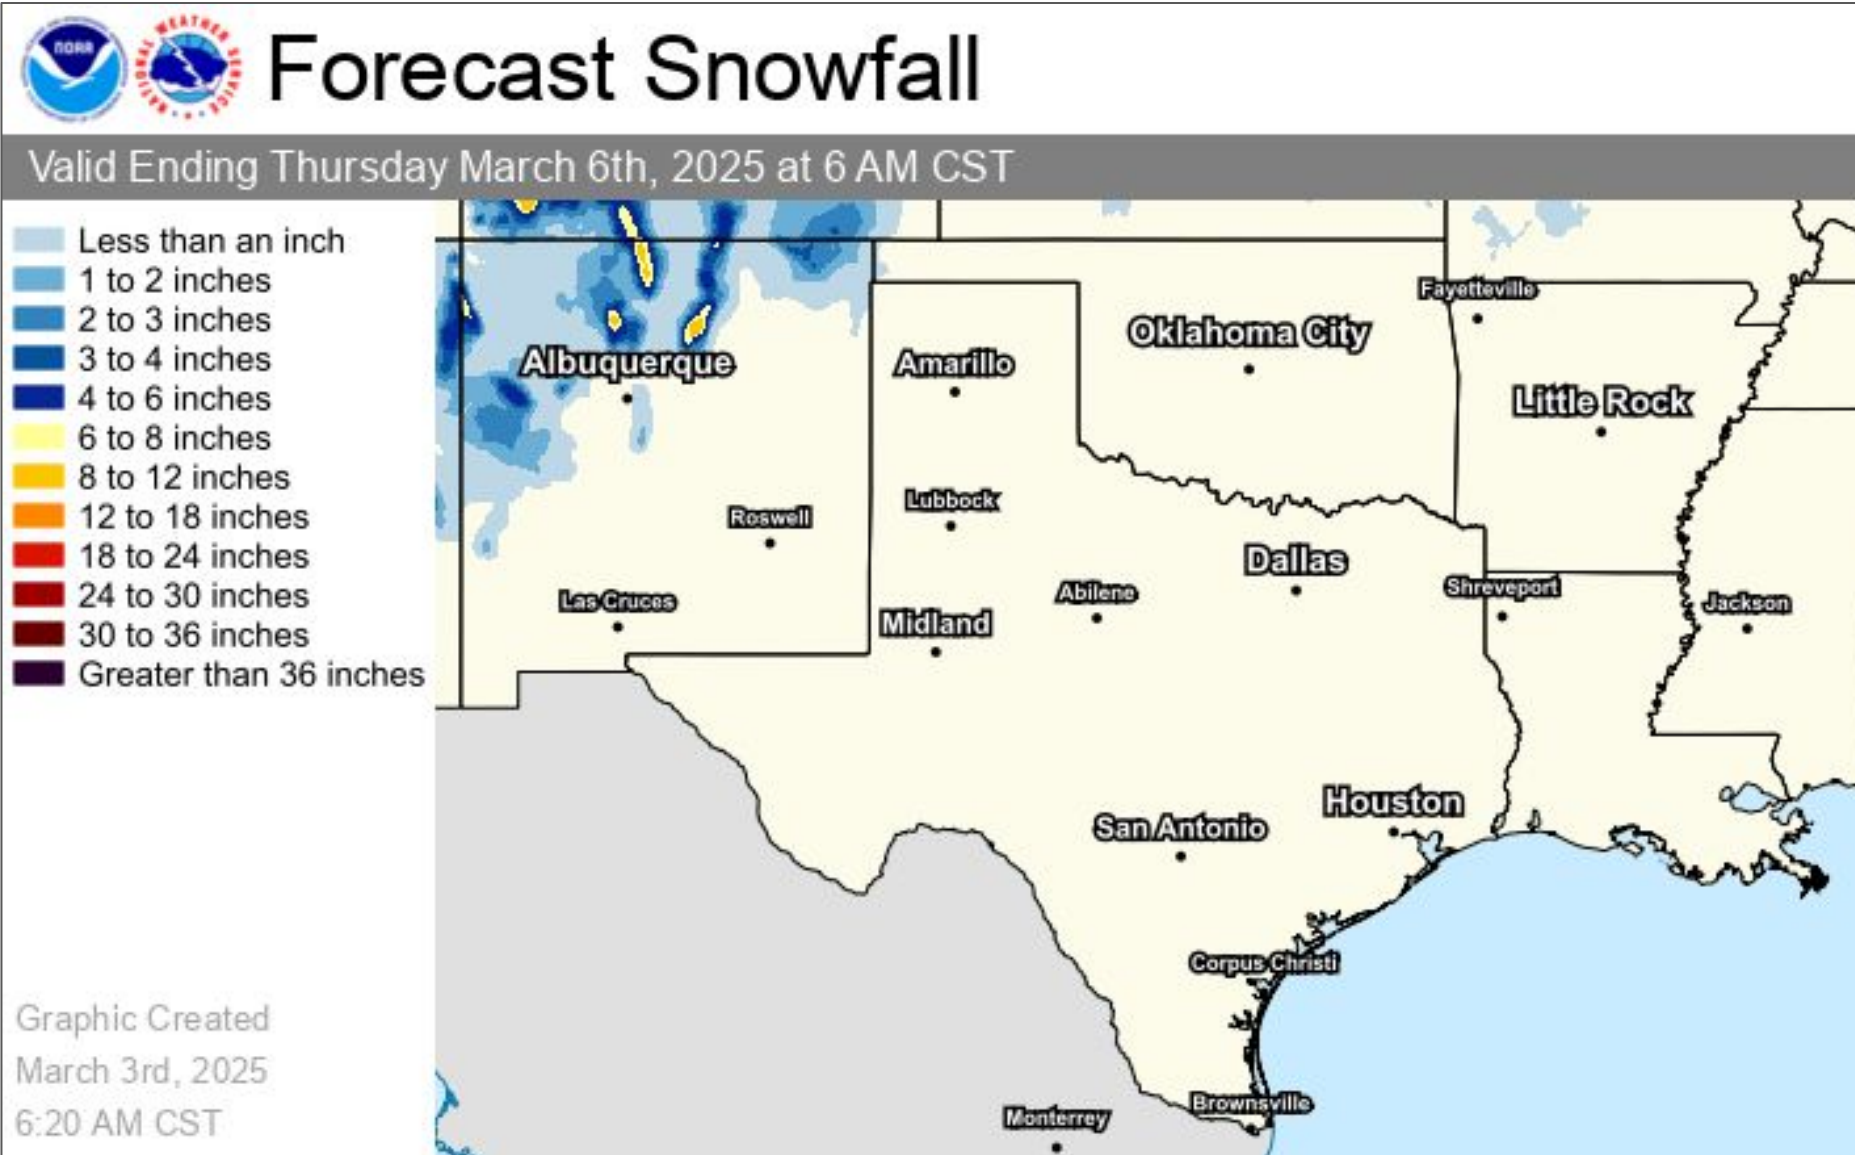 NOAA
NATIONAL WEATHER SERVICE
Forecast Snowfall
Valid Ending Thursday March 6th, 2025 at 6 AM CST
Less than an inch
1 to 2 inches
2 to 3 inches
3 to 4 inches
4 to 6 inches
6 to 8 inches
8 to 12 inches
12 to 18 inches
18 to 24 inches
24 to 30 inches
30 to 36 inches
Greater than 36 inches
Graphic Created
March 3rd, 2025
6:20 AM CST
Fayetteville
Oklahoma City
Albuquerque
Amarillo
Little Rock
Lubbock
Roswell
Dallas
Shreveport
Abilene
Las Cruces
Jackson
Midland
Houston
San Antonio
Corpus Christi
Brownsville
Monterrey